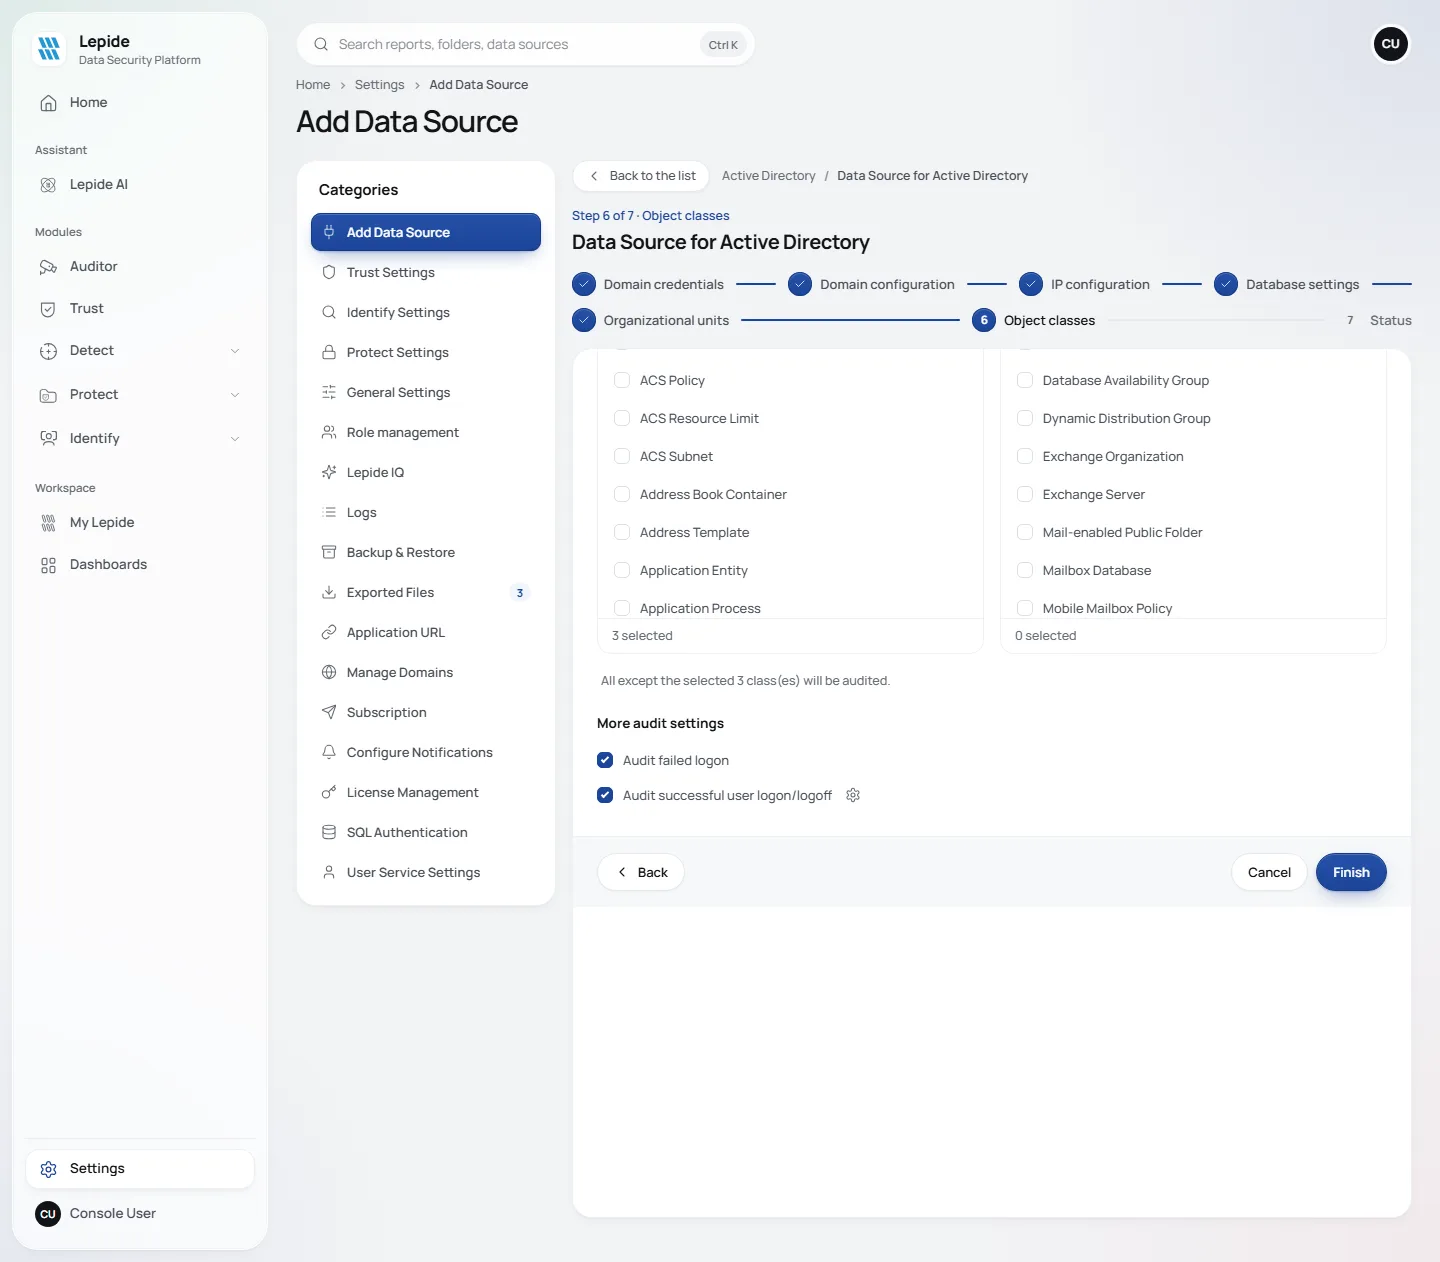 Lepide
Data Security Platform
Home
Assistant
Lepide AI
Modules
Auditor
Trust
Detect
Protect
Identify
Workspace
My Lepide
Dashboards
Settings
CU
Console User
Search reports, folders, data sources
Ctrl K
CU
Home > Settings > Add Data Source
Add Data Source
Categories
Add Data Source
Trust Settings
Identify Settings
Protect Settings
General Settings
Role management
Lepide IQ
Logs
Backup & Restore
Exported Files 3
Application URL
Manage Domains
Subscription
Configure Notifications
License Management
SQL Authentication
User Service Settings
Back to the list
Active Directory / Data Source for Active Directory
Step 6 of 7 · Object classes
Data Source for Active Directory
Domain credentials
Domain configuration
IP configuration
Database settings
Organizational units
6 Object classes
7 Status
ACS Policy
ACS Resource Limit
ACS Subnet
Address Book Container
Address Template
Application Entity
Application Process
3 selected
Database Availability Group
Dynamic Distribution Group
Exchange Organization
Exchange Server
Mail-enabled Public Folder
Mailbox Database
Mobile Mailbox Policy
0 selected
All except the selected 3 class(es) will be audited.
More audit settings
Audit failed logon
Audit successful user logon/logoff
Back
Cancel
Finish